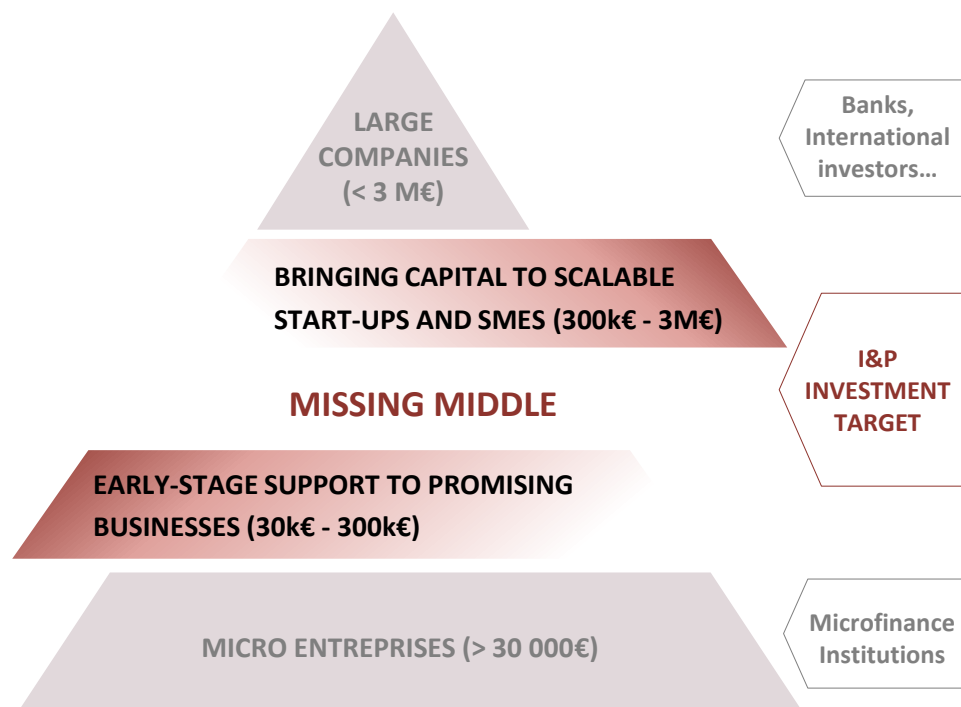 LARGE
COMPANIES
(< 3 M€)
Banks,
International
investors…
BRINGING CAPITAL TO SCALABLE
START-UPS AND SMES (300k€ - 3M€)
MISSING MIDDLE
I&P
INVESTMENT
TARGET
EARLY-STAGE SUPPORT TO PROMISING
BUSINESSES (30k€ - 300k€)
MICRO ENTREPRISES (> 30 000€)
Microfinance
Institutions